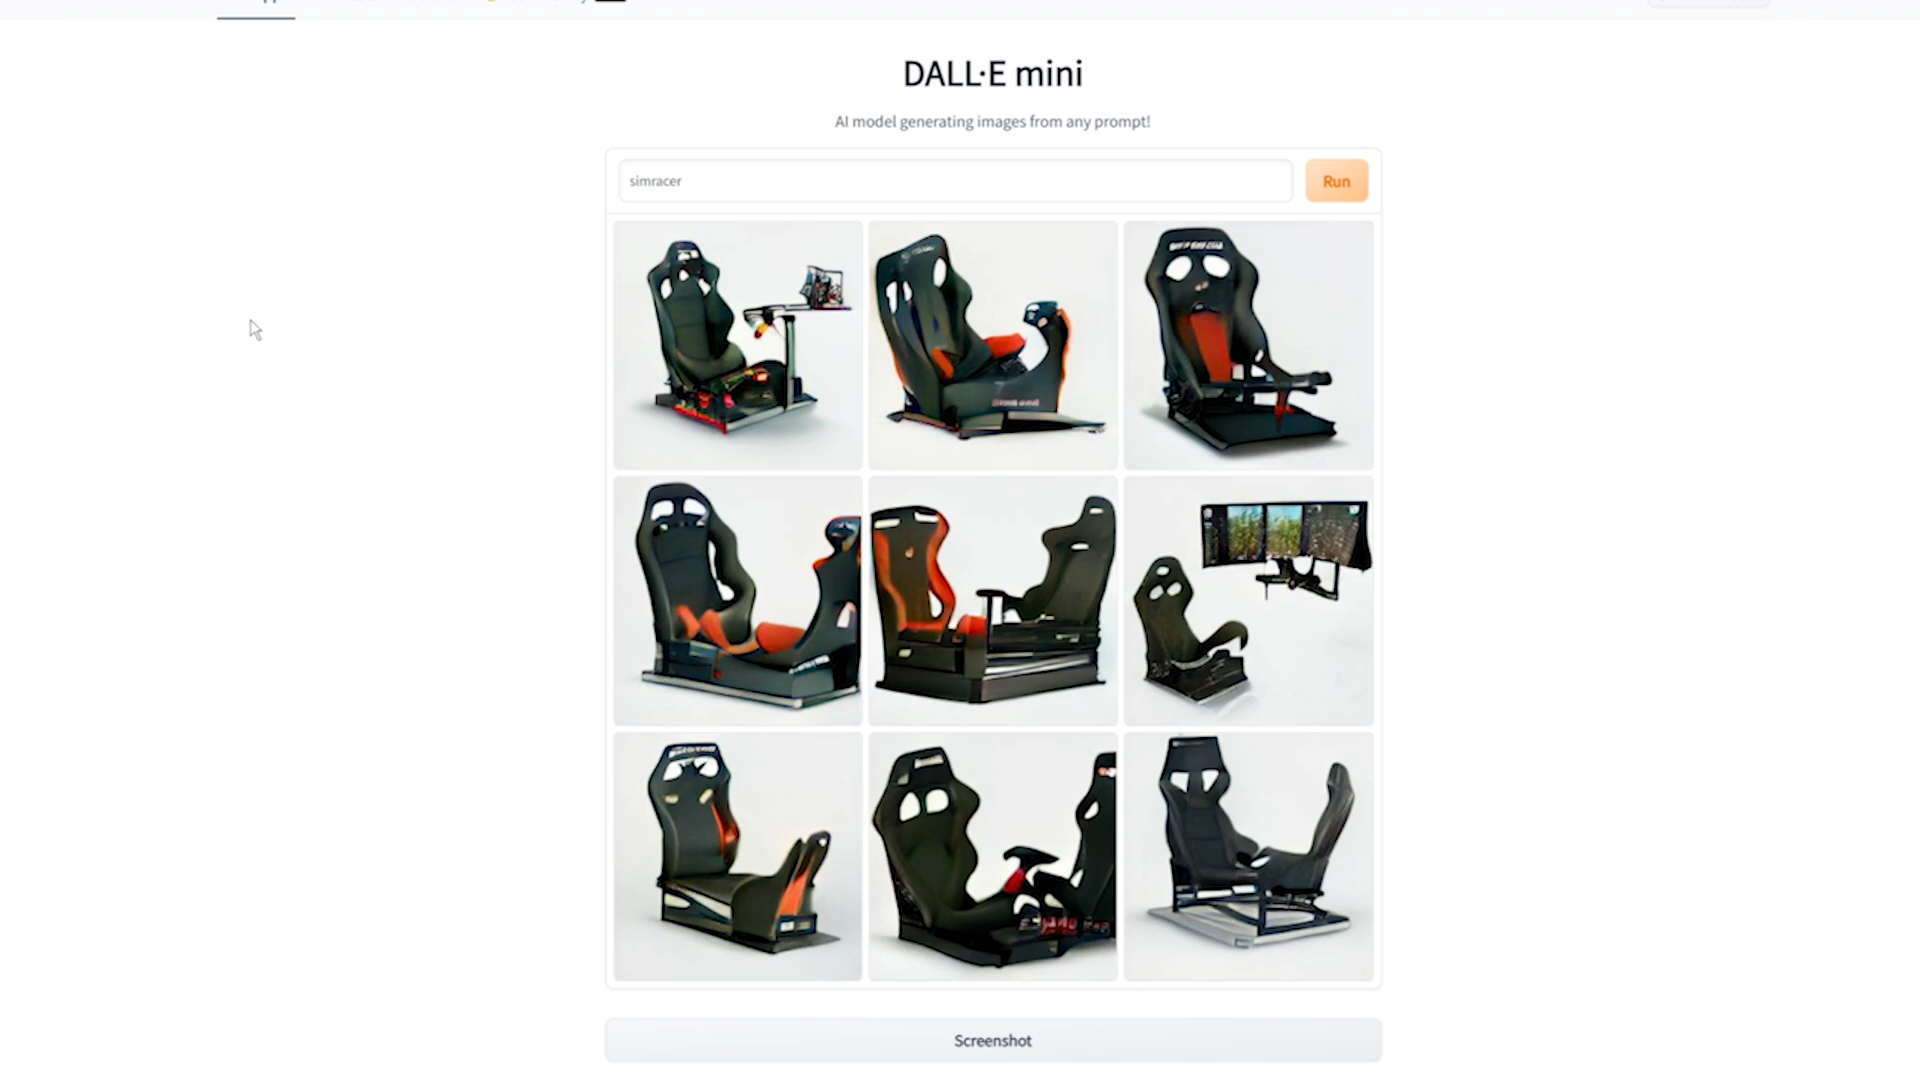 DALL·E mini
AI model generating images from any prompt!
simracer
Run
Screenshot